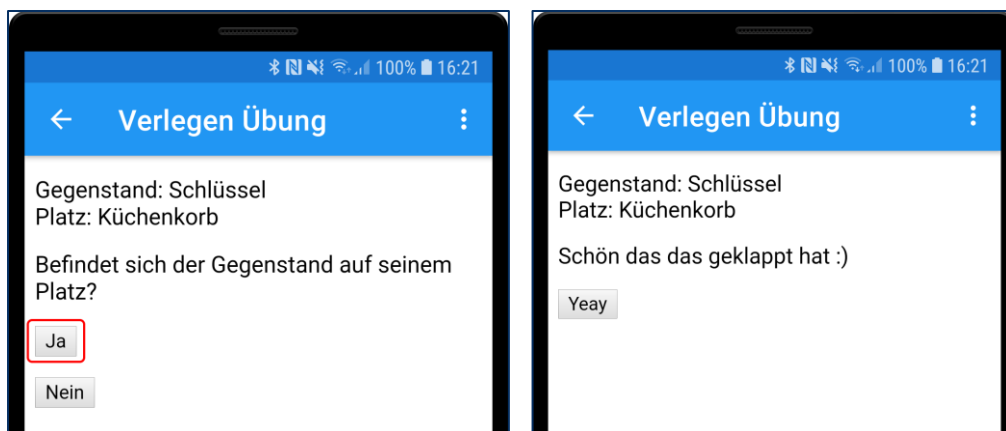 100% 16:21
Verlegen Übung
Gegenstand: Schlüssel
Platz: Küchenkorb
Befindet sich der Gegenstand auf seinem
Platz?
Ja
Nein
100% 16:21
Verlegen Übung
Gegenstand: Schlüssel
Platz: Küchenkorb
Schön das das geklappt hat :)
Yeay